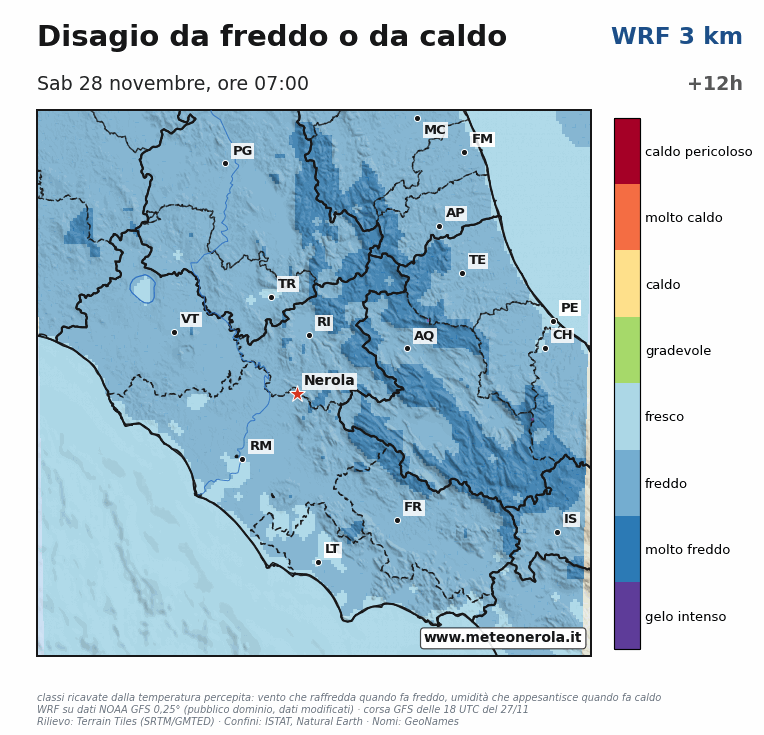 Disagio da freddo o da caldo
WRF 3 km
Sab 28 novembre, ore 07:00
+12h
MC
FM
PG
AP
TE
TR
PE
VT
RI
AQ
CH
Nerola
RM
FR
IS
LT
www.meteonerola.it
caldo pericoloso
molto caldo
caldo
gradevole
fresco
freddo
molto freddo
gelo intenso
classi ricavate dalla temperatura percepita: vento che raffredda quando fa freddo, umidità che appesantisce quando fa caldo
WRF su dati NOAA GFS 0,25° (pubblico dominio, dati modificati) · corsa GFS delle 18 UTC del 27/11
Rilievo: Terrain Tiles (SRTM/GMTED) · Confini: ISTAT, Natural Earth · Nomi: GeoNames